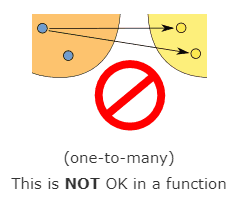 (one-to-many)
This is NOT OK in a function